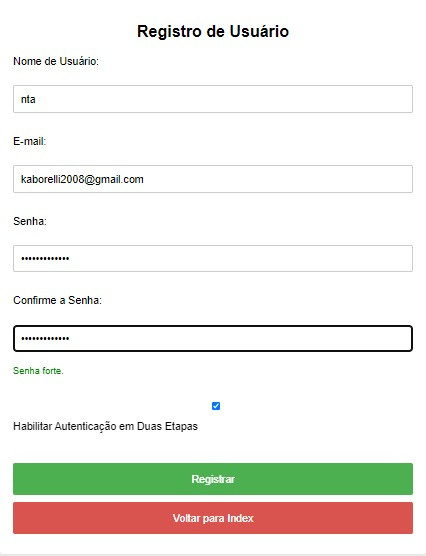 Registro de Usuário
Nome de Usuário:
nta
E-mail:
kaborelli2008@gmail.com
Senha:
•••••••••••••
Confirme a Senha:
•••••••••••••
Senha forte.
Habilitar Autenticação em Duas Etapas
Registrar
Voltar para Index